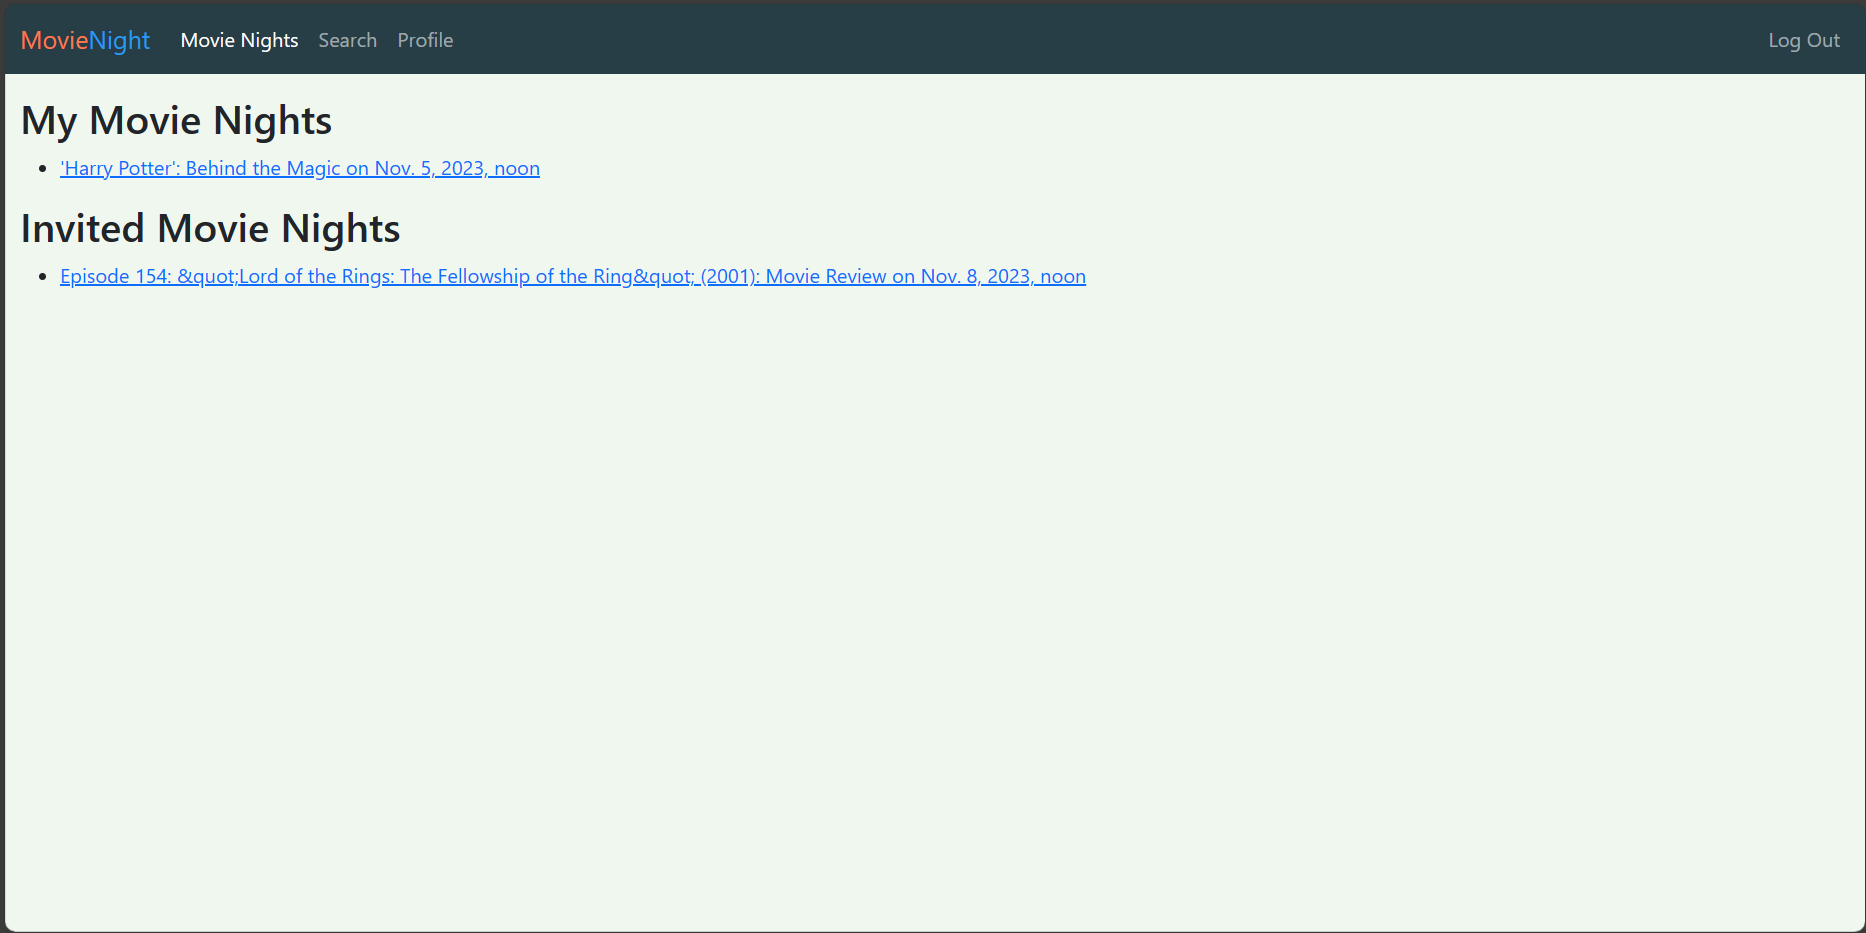 MovieNight Movie Nights Search Profile Log Out
My Movie Nights
'Harry Potter': Behind the Magic on Nov. 5, 2023, noon
Invited Movie Nights
Episode 154: &quot;Lord of the Rings: The Fellowship of the Ring&quot; (2001): Movie Review on Nov. 8, 2023, noon